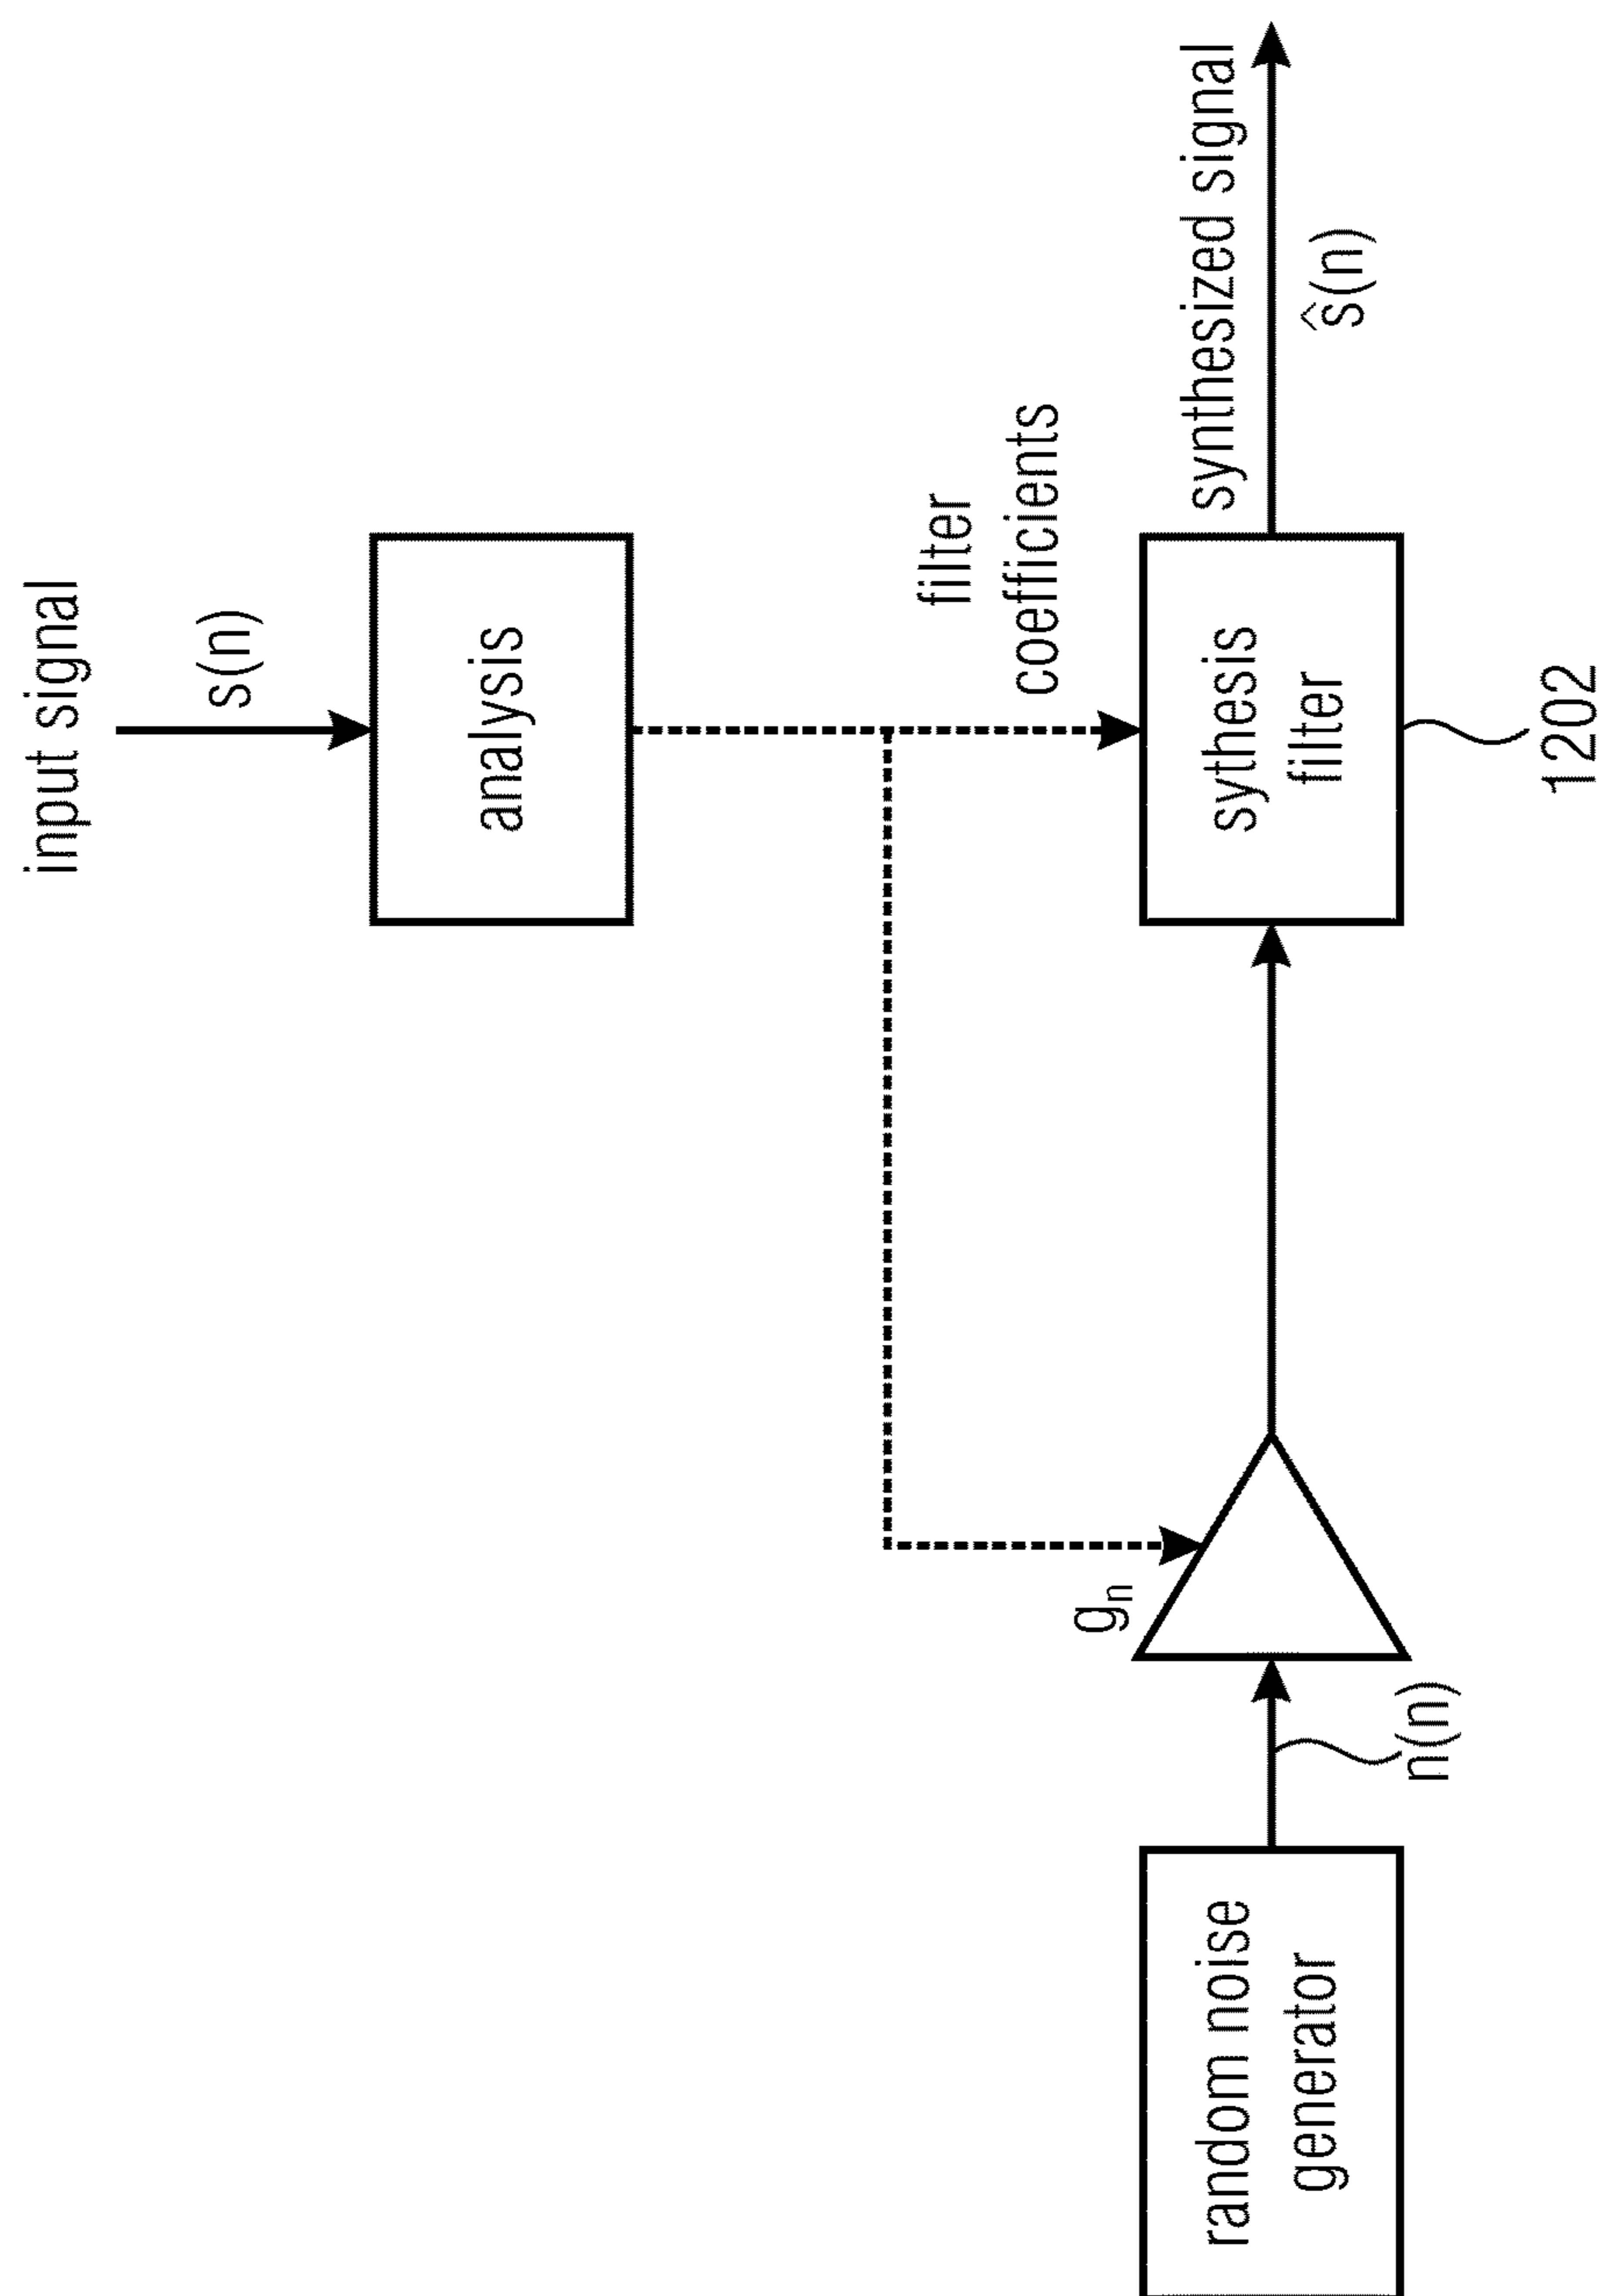 input signal
s(n)
analysis
filter
coefficients
gₙ
random noise
generator
n(n)
sythesis
filter
1202
synthesized signal
ŝ(n)